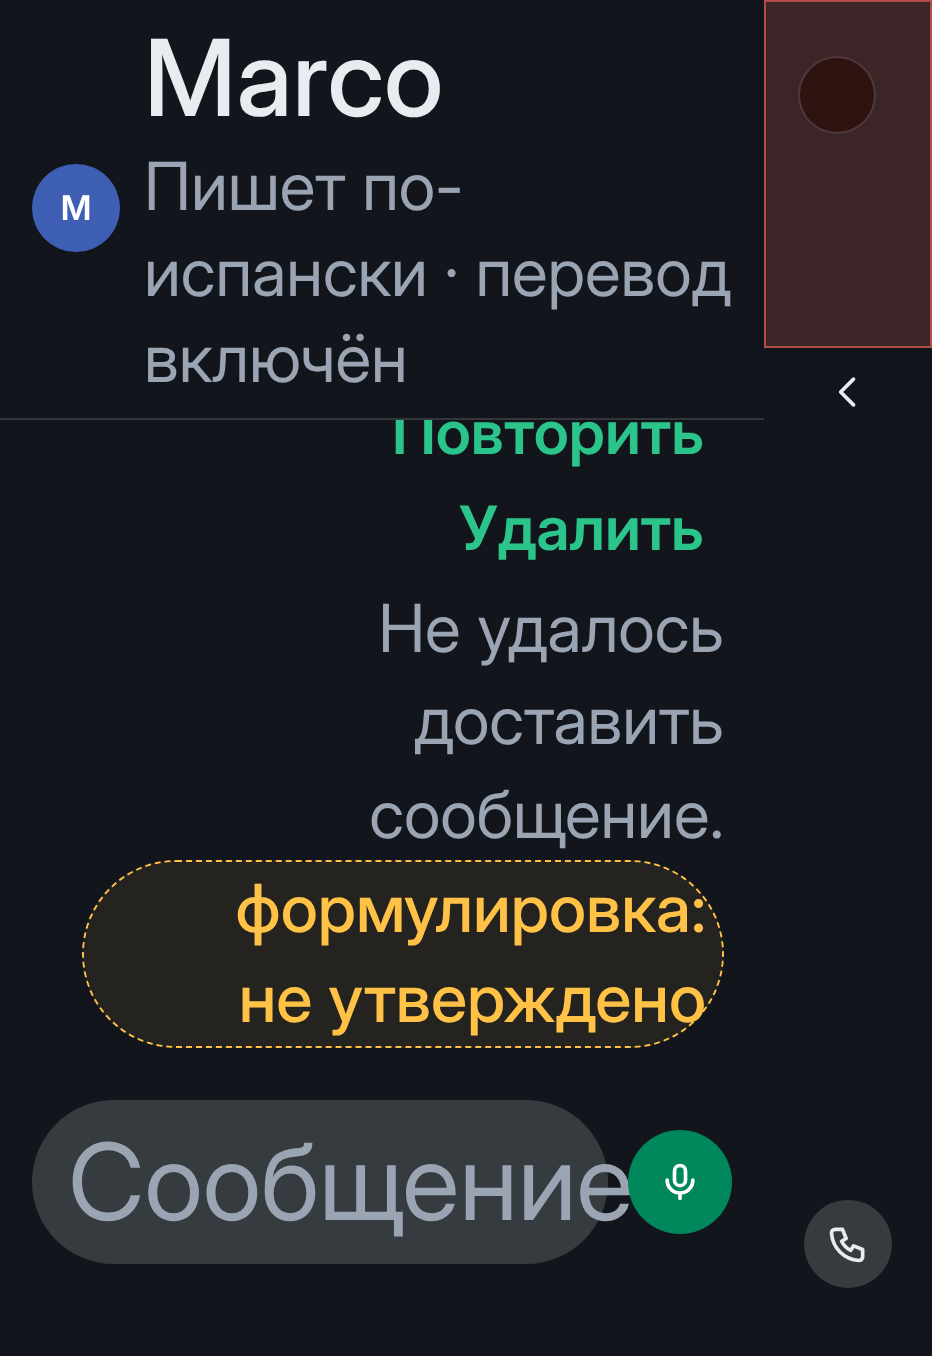 Marco
М
Пишет по-
испански · перевод
включён
Повторить
Удалить
Не удалось
доставить
сообщение.
формулировка:
не утверждено
Сообщение